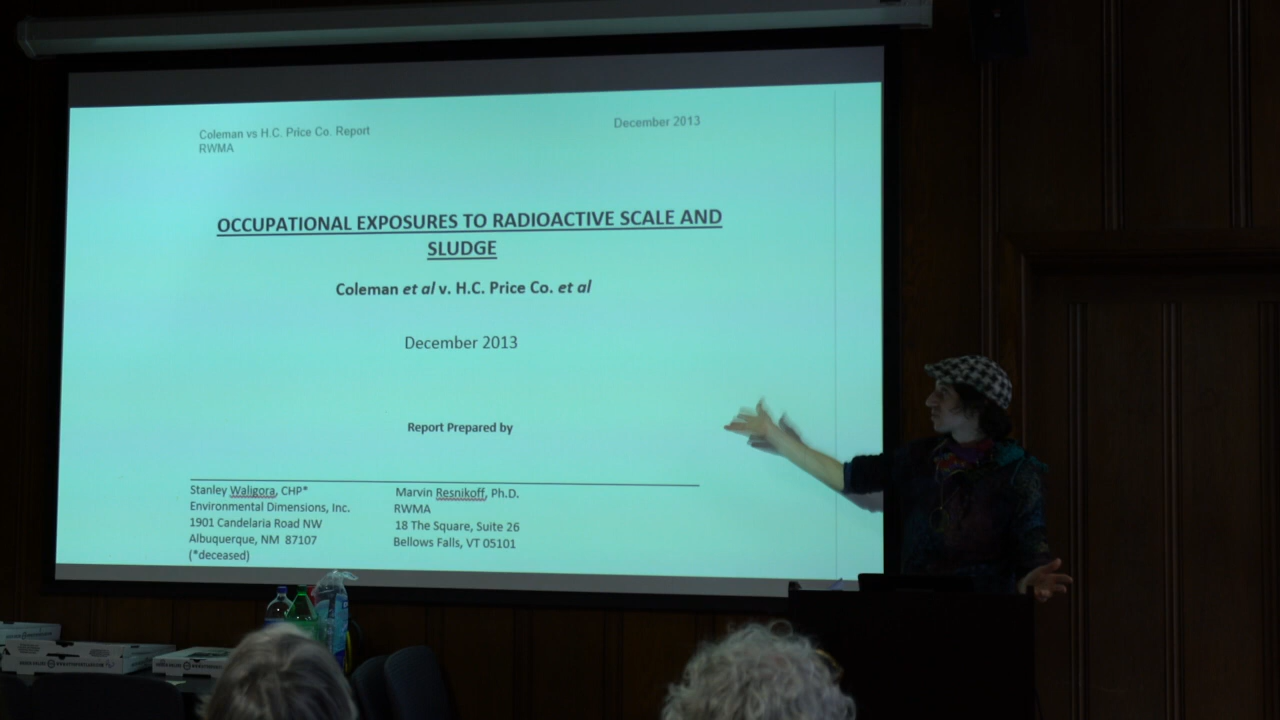 Coleman vs H.C. Price Co. Report
RWMA
December 2013
OCCUPATIONAL EXPOSURES TO RADIOACTIVE SCALE AND
SLUDGE
Coleman et al v. H.C. Price Co. et al
December 2013
Report Prepared by
Stanley Waligora, CHP*
Environmental Dimensions, Inc.
1901 Candelaria Road NW
Albuquerque, NM 87107
(*deceased)
Marvin Resnikoff, Ph.D.
RWMA
18 The Square, Suite 26
Bellows Falls, VT 05101